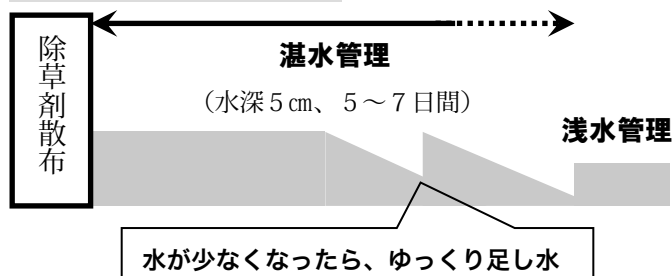 除草剤散布
湛水管理
（水深５㎝、５～７日間）
浅水管理
水が少なくなったら、ゆっくり足し水